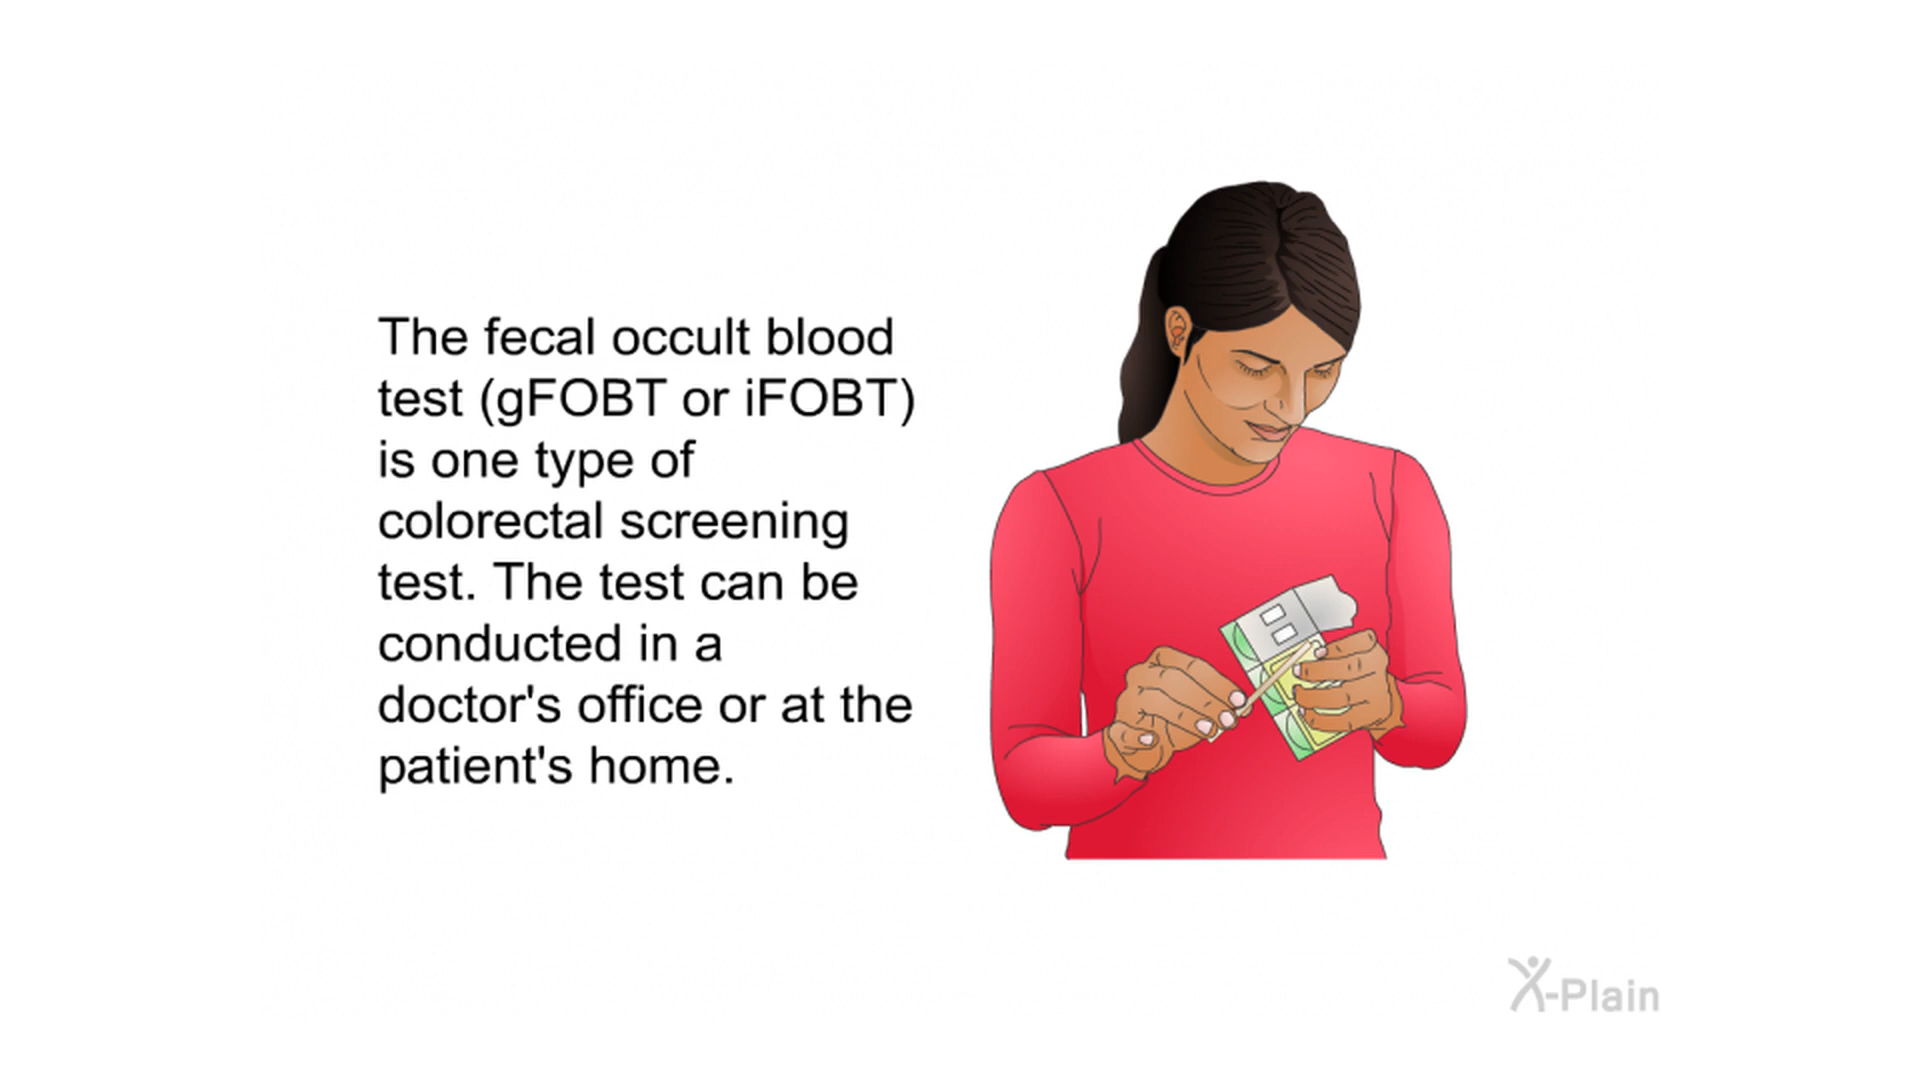 The fecal occult blood
test (gFOBT or iFOBT)
is one type of
colorectal screening
test. The test can be
conducted in a
doctor's office or at the
patient's home.
X-Plain